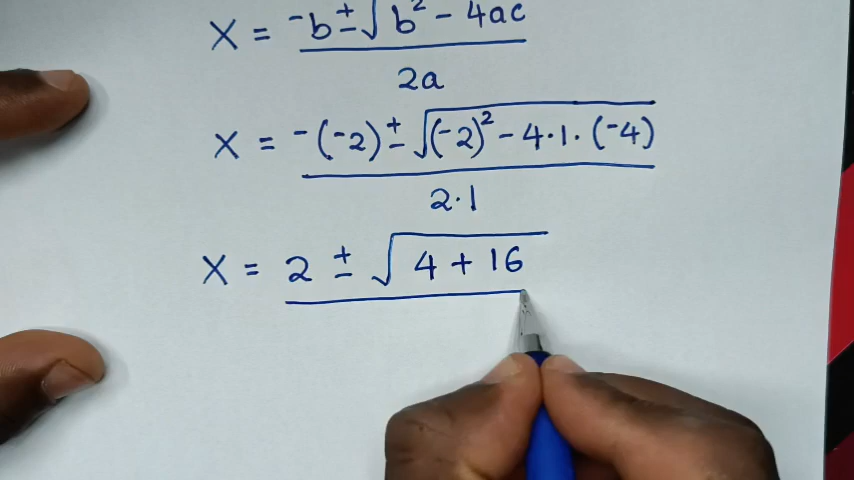 X = -b ± √b² - 4ac
2a
X = -(-2) ± √(-2)² - 4·1·(-4)
2·1
X = 2 ± √4 + 16